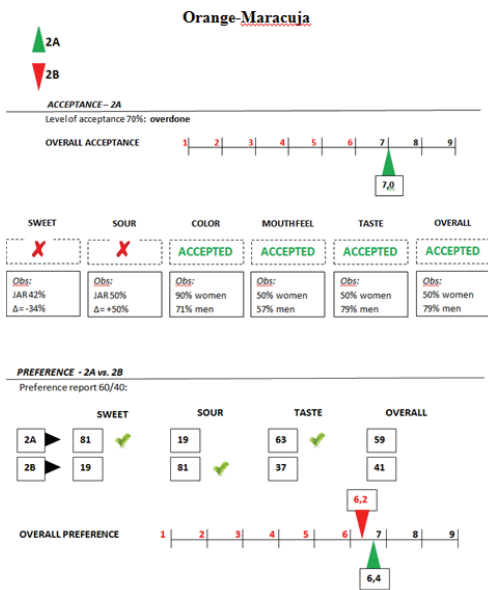 Orange-Maracuja
2A
2B
ACCEPTANCE – 2A
Level of acceptance 70%: overdone
OVERALL ACCEPTANCE 1 2 3 4 5 6 7 8 9
7,0
SWEET SOUR COLOR MOUTHFEEL TASTE OVERALL
✗ ✗ ACCEPTED ACCEPTED ACCEPTED ACCEPTED
Obs: Obs: Obs: Obs: Obs: Obs:
JAR 42% JAR 50% 90% women 50% women 50% women 50% women
Δ= -34% Δ= +50% 71% men 57% men 79% men 79% men
PREFERENCE - 2A vs. 2B
Preference report 60/40:
SWEET SOUR TASTE OVERALL
2A 81 ✓ 19 63 ✓ 59
2B 19 81 ✓ 37 41
6,2
OVERALL PREFERENCE 1 2 3 4 5 6 7 8 9
6,4